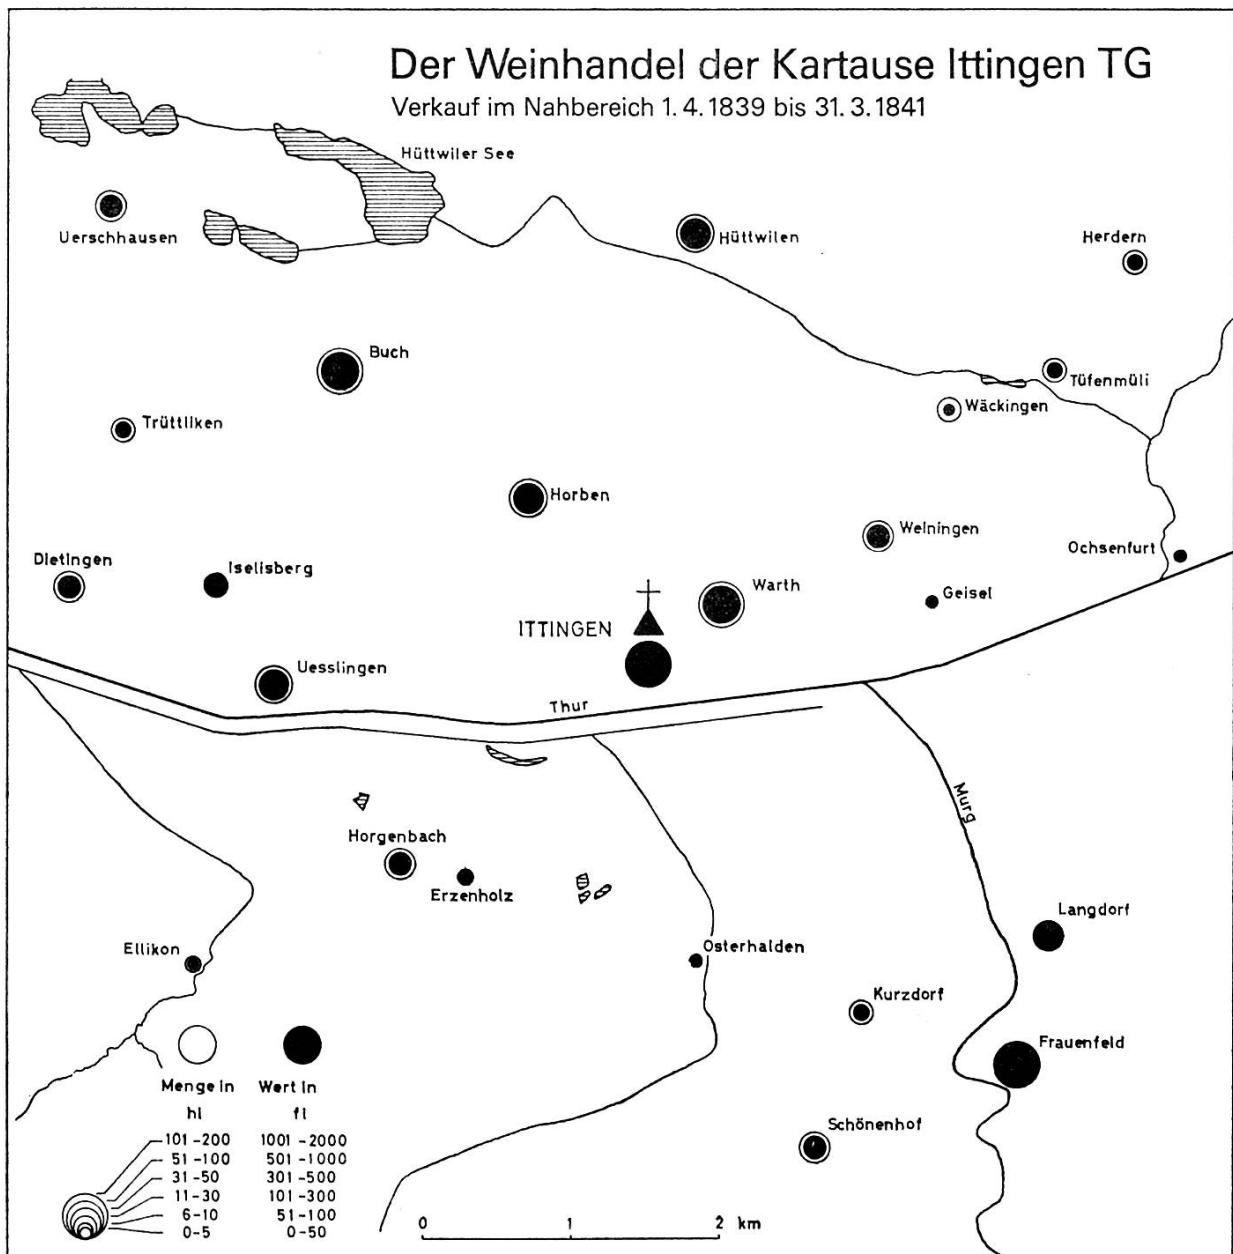 Der Weinhandel der Kartause Ittingen TG
Verkauf im Nahbereich 1. 4. 1839 bis 31. 3. 1841
Hüttwiler See
Uerschhausen
Hüttwilen
Herdern
Buch
Tüfenmüli
Wäckingen
Trüttliken
Horben
Weiningen
Ochsenfurt
Dietingen
Iselisberg
Warth
Geisel
ITTINGEN
Uesslingen
Thur
Murg
Horgenbach
Erzenholz
Langdorf
Ellikon
Osterhalden
Kurzdorf
Frauenfeld
Schönenhof
Menge in Wert in
hl fl
101 - 200 1001 - 2000
51 - 100 501 - 1000
31 - 50 301 - 500
11 - 30 101 - 300
6 - 10 51 - 100
0 - 5 0 - 50
0 1 2 km